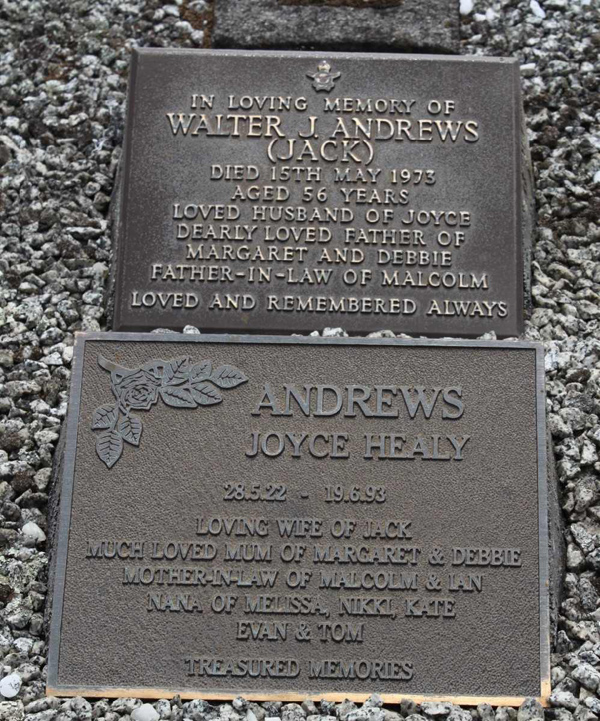 IN LOVING MEMORY OF
WALTER J. ANDREWS
(JACK)
DIED 15TH MAY 1973
AGED 56 YEARS
LOVED HUSBAND OF JOYCE
DEARLY LOVED FATHER OF
MARGARET AND DEBBIE
FATHER-IN-LAW OF MALCOLM
LOVED AND REMEMBERED ALWAYS
ANDREWS
JOYCE HEALY
28.5.22 - 19.6.93
LOVING WIFE OF JACK
MUCH LOVED MUM OF MARGARET & DEBBIE
MOTHER-IN-LAW OF MALCOLM & IAN
NANA OF MELISSA, NIKKI, KATE
EVAN & TOM
TREASURED MEMORIES